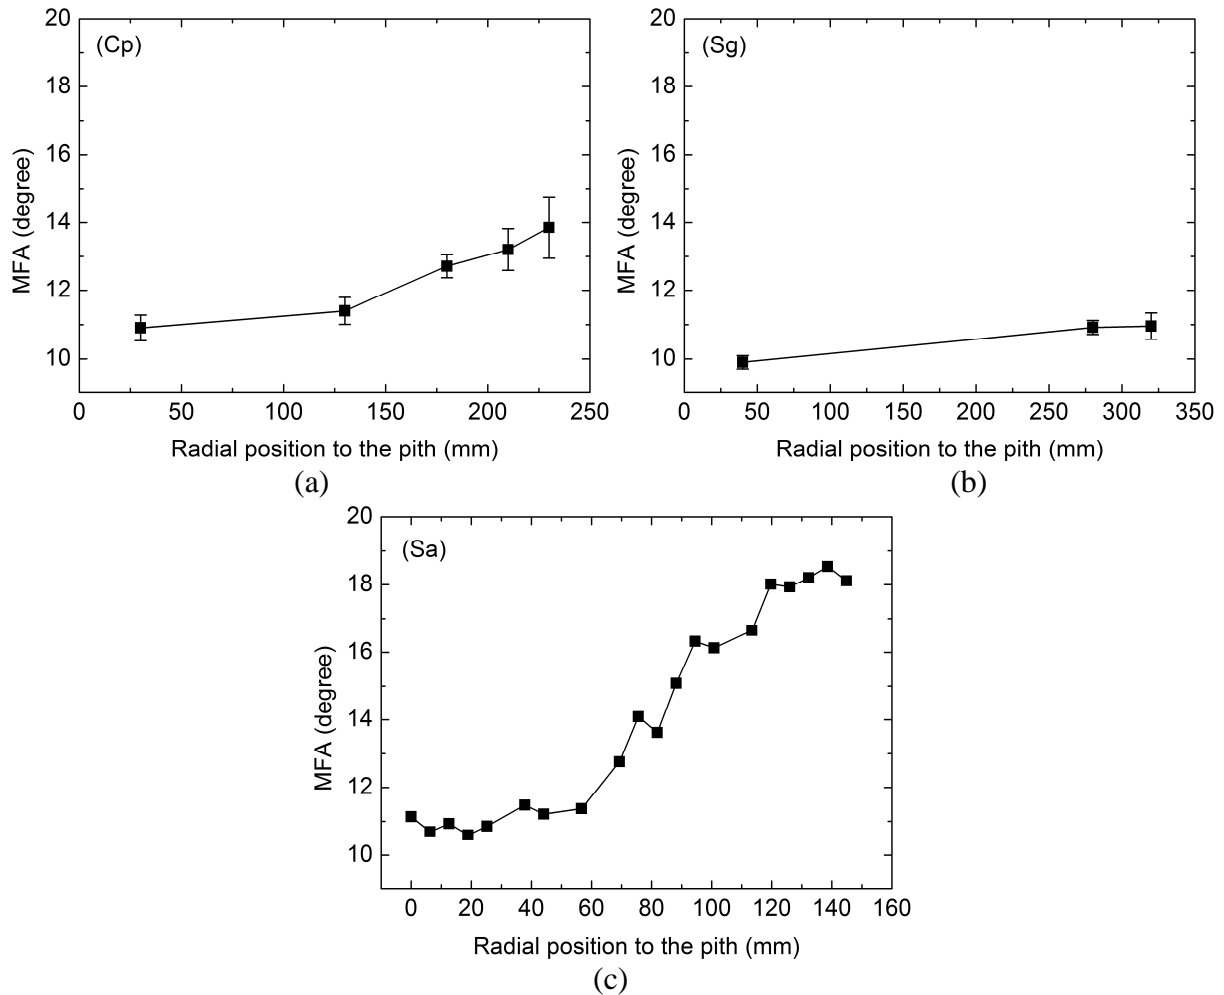 (Cp)
20
18
16
14
12
10
MFA (degree)
0 50 100 150 200 250
Radial position to the pith (mm)
(a)
(Sg)
20
18
16
14
12
10
MFA (degree)
0 50 100 150 200 250 300 350
Radial position to the pith (mm)
(b)
(Sa)
20
18
16
14
12
10
MFA (degree)
0 20 40 60 80 100 120 140 160
Radial position to the pith (mm)
(c)